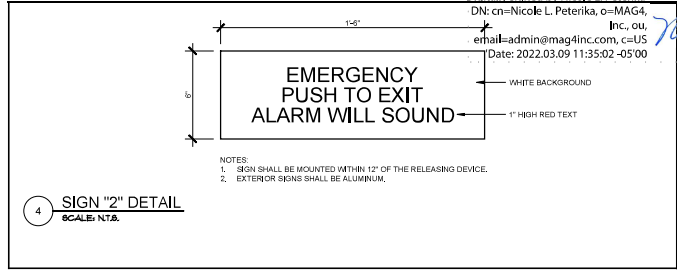 DN: cn=Nicole L. Peterika, o=MAG4,
Inc., ou,
email=admin@mag4inc.com, c=US
Date: 2022.03.09 11:35:02 -05'00
1'-6"
6"
EMERGENCY
PUSH TO EXIT
ALARM WILL SOUND
WHITE BACKGROUND
1" HIGH RED TEXT
NOTES:
1. SIGN SHALL BE MOUNTED WITHIN 12" OF THE RELEASING DEVICE.
2. EXTERIOR SIGNS SHALL BE ALUMINUM.
4
SIGN "2" DETAIL
SCALE: N.T.S.